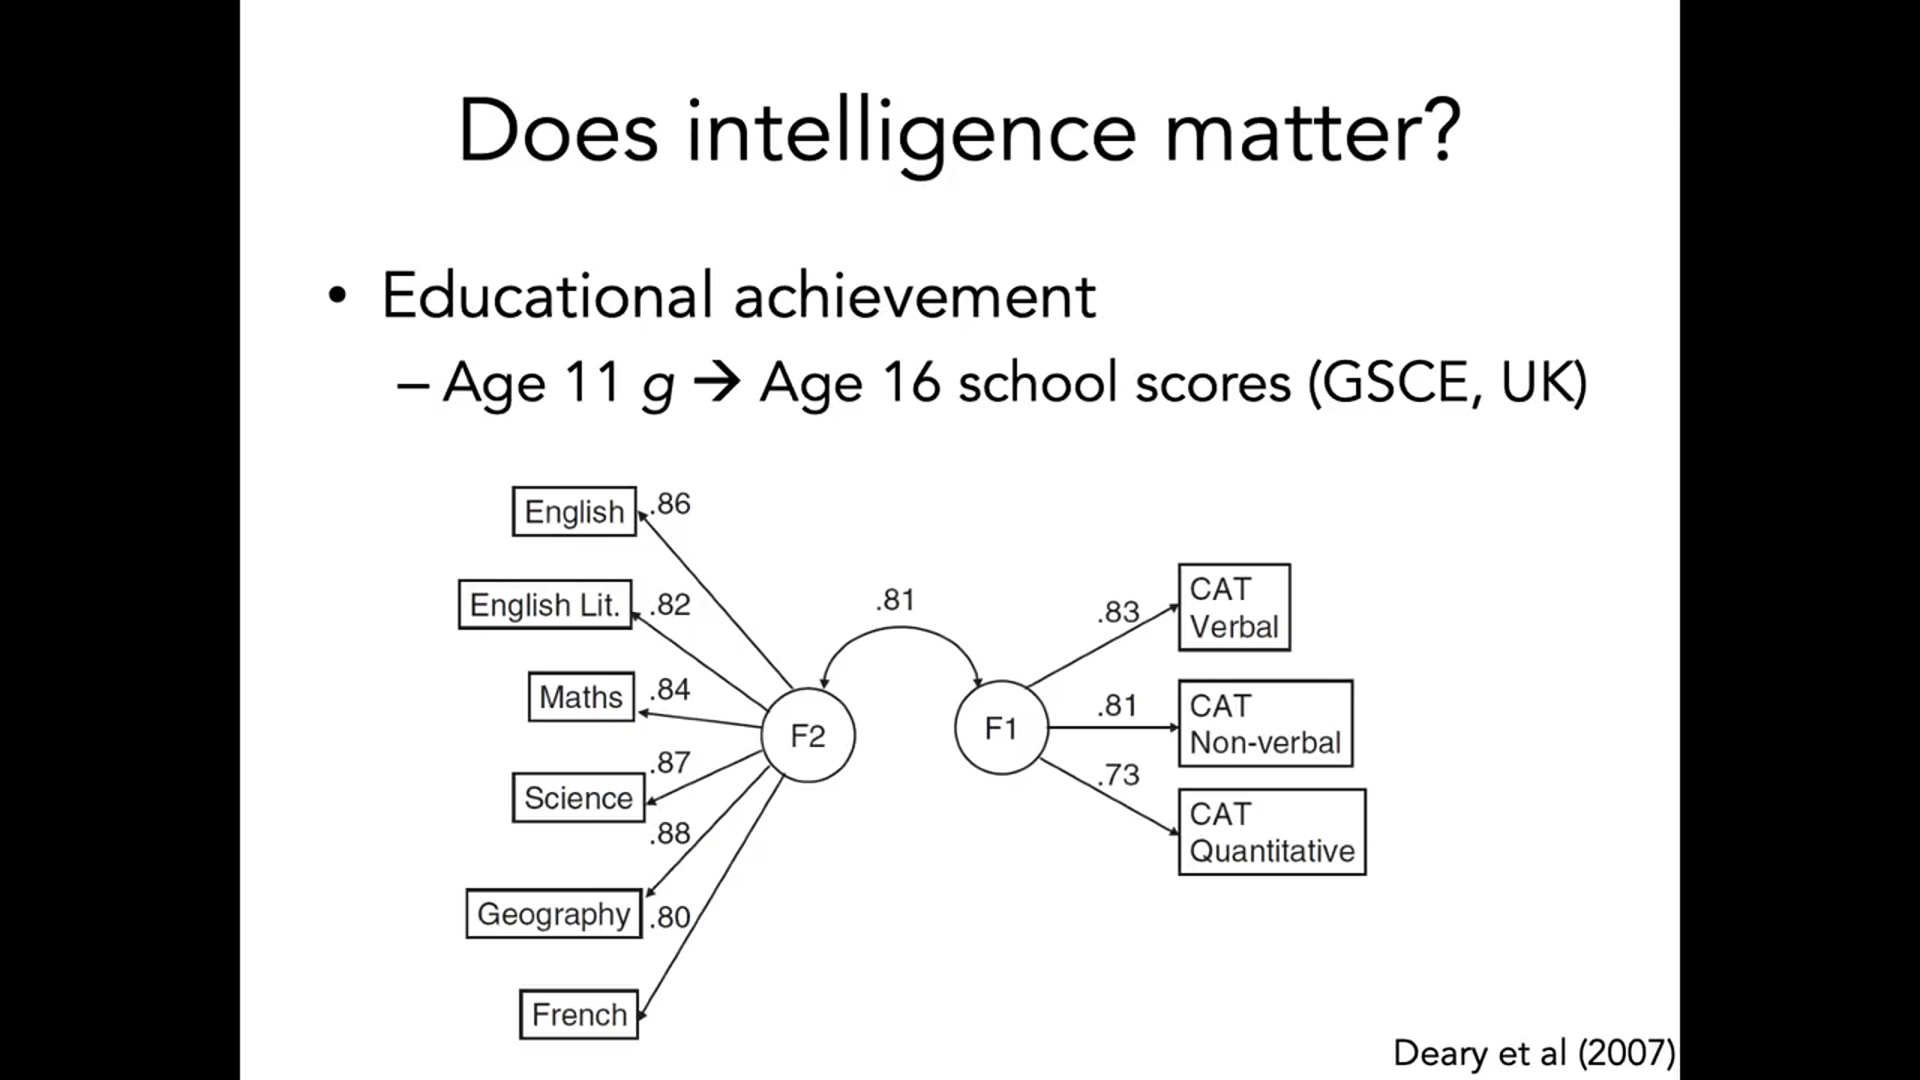 Does intelligence matter?
• Educational achievement
– Age 11 g → Age 16 school scores (GSCE, UK)
English
.86
English Lit.
.82
Maths
.84
Science
.87
Geography
.88
French
.80
F2
.81
F1
.83
CAT
Verbal
.81
CAT
Non-verbal
.73
CAT
Quantitative
Deary et al (2007)